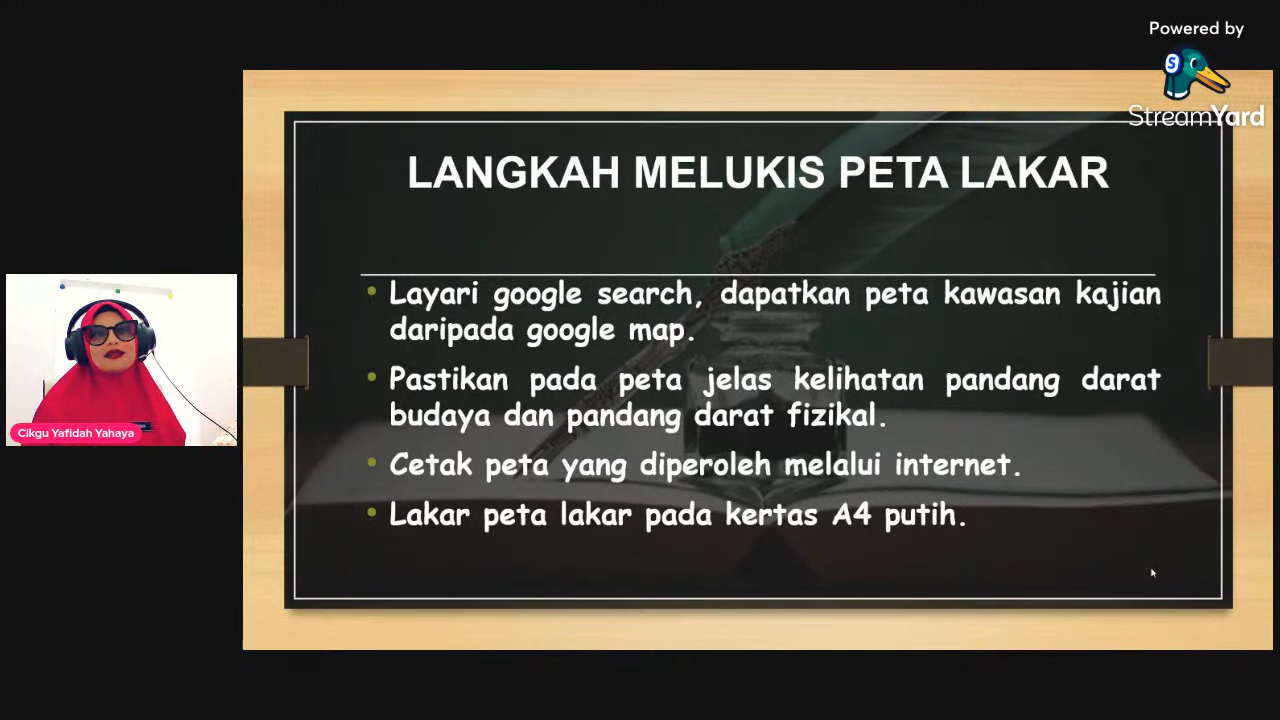 Powered by
StreamYard
LANGKAH MELUKIS PETA LAKAR
Layari google search, dapatkan peta kawasan kajian
daripada google map.
Pastikan pada peta jelas kelihatan pandang darat
budaya dan pandang darat fizikal.
Cetak peta yang diperoleh melalui internet.
Lakar peta lakar pada kertas A4 putih.
Cikgu Yafidah Yahaya